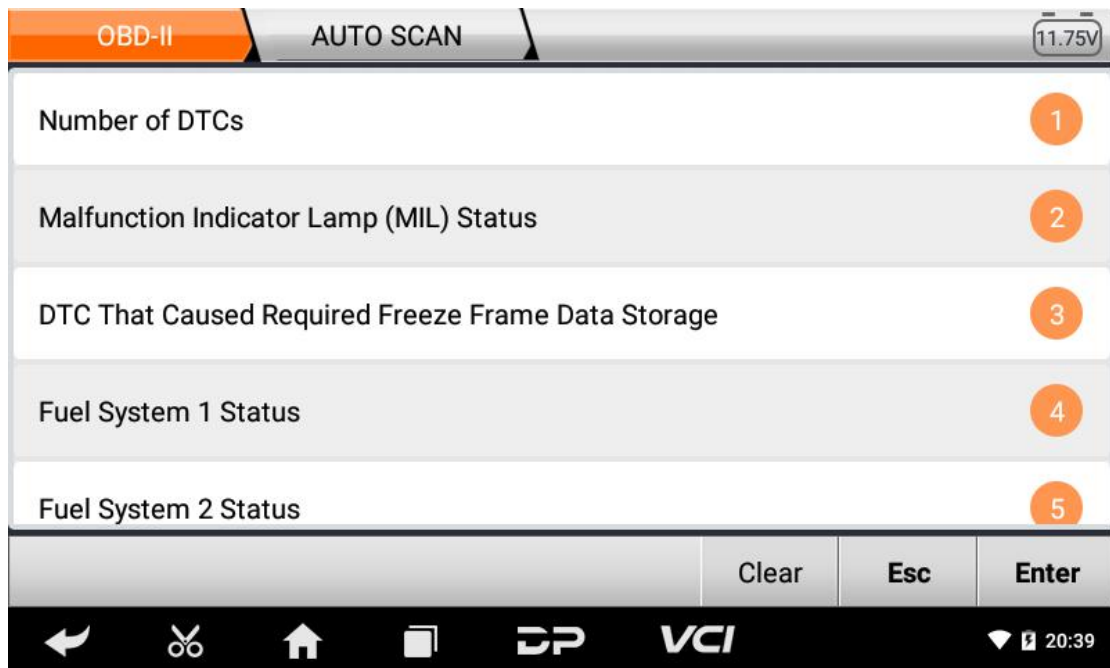 OBD-II
AUTO SCAN
11.75V
Number of DTCs
1
Malfunction Indicator Lamp (MIL) Status
2
DTC That Caused Required Freeze Frame Data Storage
3
Fuel System 1 Status
4
Fuel System 2 Status
5
Clear
Esc
Enter
DP
VCI
20:39